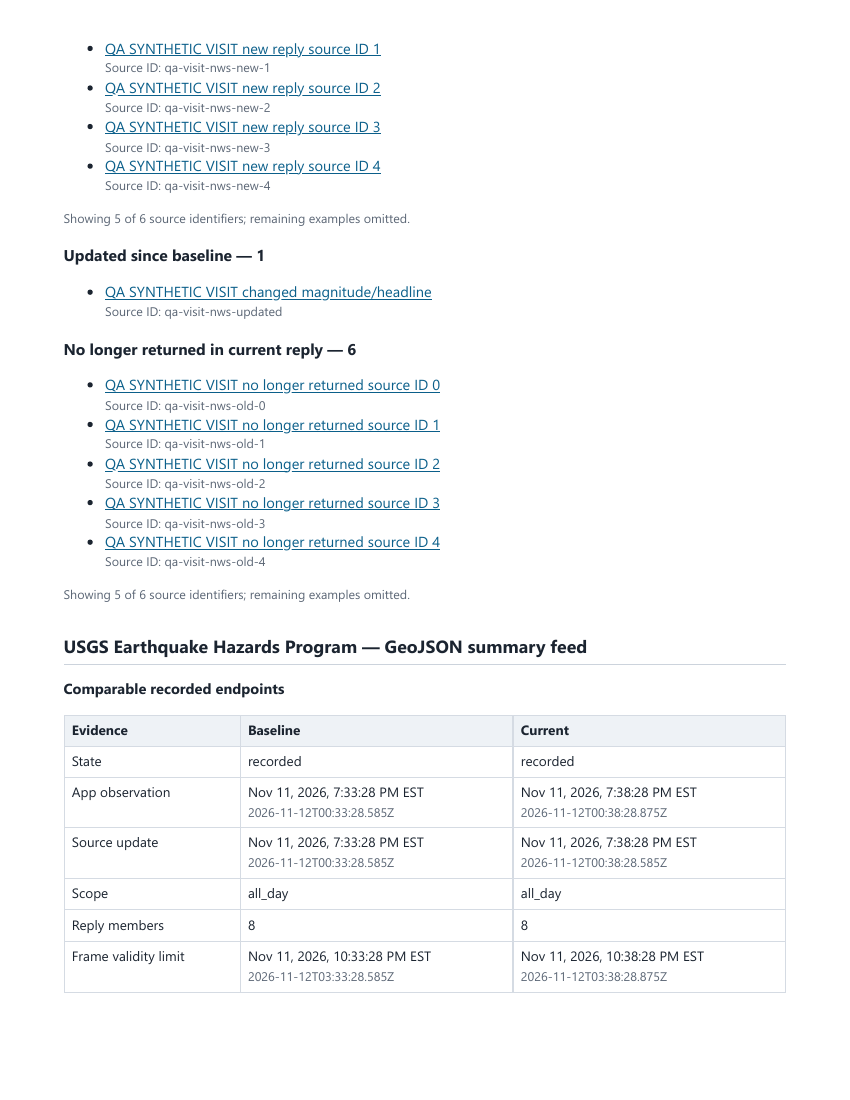 QA SYNTHETIC VISIT new reply source ID 1
Source ID: qa-visit-nws-new-1
QA SYNTHETIC VISIT new reply source ID 2
Source ID: qa-visit-nws-new-2
QA SYNTHETIC VISIT new reply source ID 3
Source ID: qa-visit-nws-new-3
QA SYNTHETIC VISIT new reply source ID 4
Source ID: qa-visit-nws-new-4
Showing 5 of 6 source identifiers; remaining examples omitted.
Updated since baseline — 1
QA SYNTHETIC VISIT changed magnitude/headline
Source ID: qa-visit-nws-updated
No longer returned in current reply — 6
QA SYNTHETIC VISIT no longer returned source ID 0
Source ID: qa-visit-nws-old-0
QA SYNTHETIC VISIT no longer returned source ID 1
Source ID: qa-visit-nws-old-1
QA SYNTHETIC VISIT no longer returned source ID 2
Source ID: qa-visit-nws-old-2
QA SYNTHETIC VISIT no longer returned source ID 3
Source ID: qa-visit-nws-old-3
QA SYNTHETIC VISIT no longer returned source ID 4
Source ID: qa-visit-nws-old-4
Showing 5 of 6 source identifiers; remaining examples omitted.
USGS Earthquake Hazards Program — GeoJSON summary feed
Comparable recorded endpoints
Evidence Baseline Current
State recorded recorded
App observation Nov 11, 2026, 7:33:28 PM EST Nov 11, 2026, 7:38:28 PM EST
2026-11-12T00:33:28.585Z 2026-11-12T00:38:28.875Z
Source update Nov 11, 2026, 7:33:28 PM EST Nov 11, 2026, 7:38:28 PM EST
2026-11-12T00:33:28.585Z 2026-11-12T00:38:28.875Z
Scope all_day all_day
Reply members 8 8
Frame validity limit Nov 11, 2026, 10:33:28 PM EST Nov 11, 2026, 10:38:28 PM EST
2026-11-12T03:33:28.585Z 2026-11-12T03:38:28.875Z